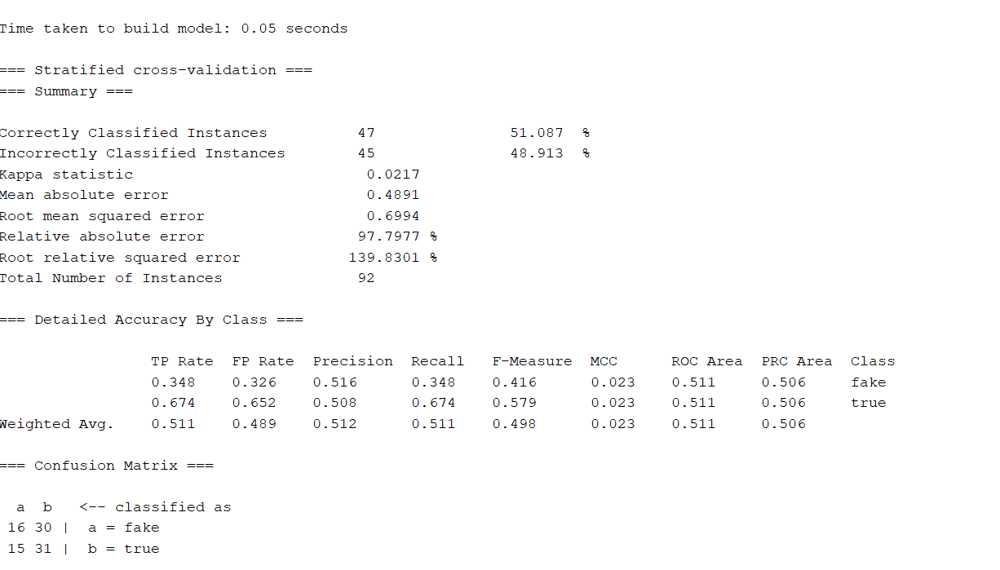 Time taken to build model: 0.05 seconds
=== Stratified cross-validation ===
=== Summary ===
Correctly Classified Instances 47 51.087 %
Incorrectly Classified Instances 45 48.913 %
Kappa statistic 0.0217
Mean absolute error 0.4891
Root mean squared error 0.6994
Relative absolute error 97.7977 %
Root relative squared error 139.8301 %
Total Number of Instances 92
=== Detailed Accuracy By Class ===
TP Rate FP Rate Precision Recall F-Measure MCC ROC Area PRC Area Class
0.348 0.326 0.516 0.348 0.416 0.023 0.511 0.506 fake
0.674 0.652 0.508 0.674 0.579 0.023 0.511 0.506 true
Weighted Avg. 0.511 0.489 0.512 0.511 0.498 0.023 0.511 0.506
=== Confusion Matrix ===
a b <-- classified as
16 30 | a = fake
15 31 | b = true